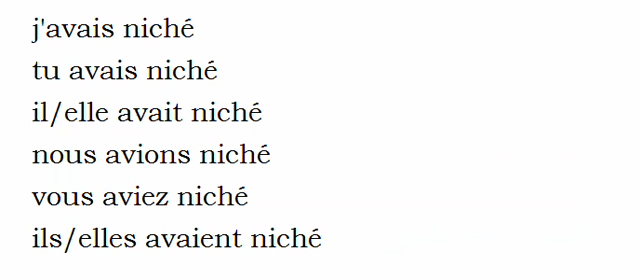 j'avais niché
tu avais niché
il/elle avait niché
nous avions niché
vous aviez niché
ils/elles avaient niché